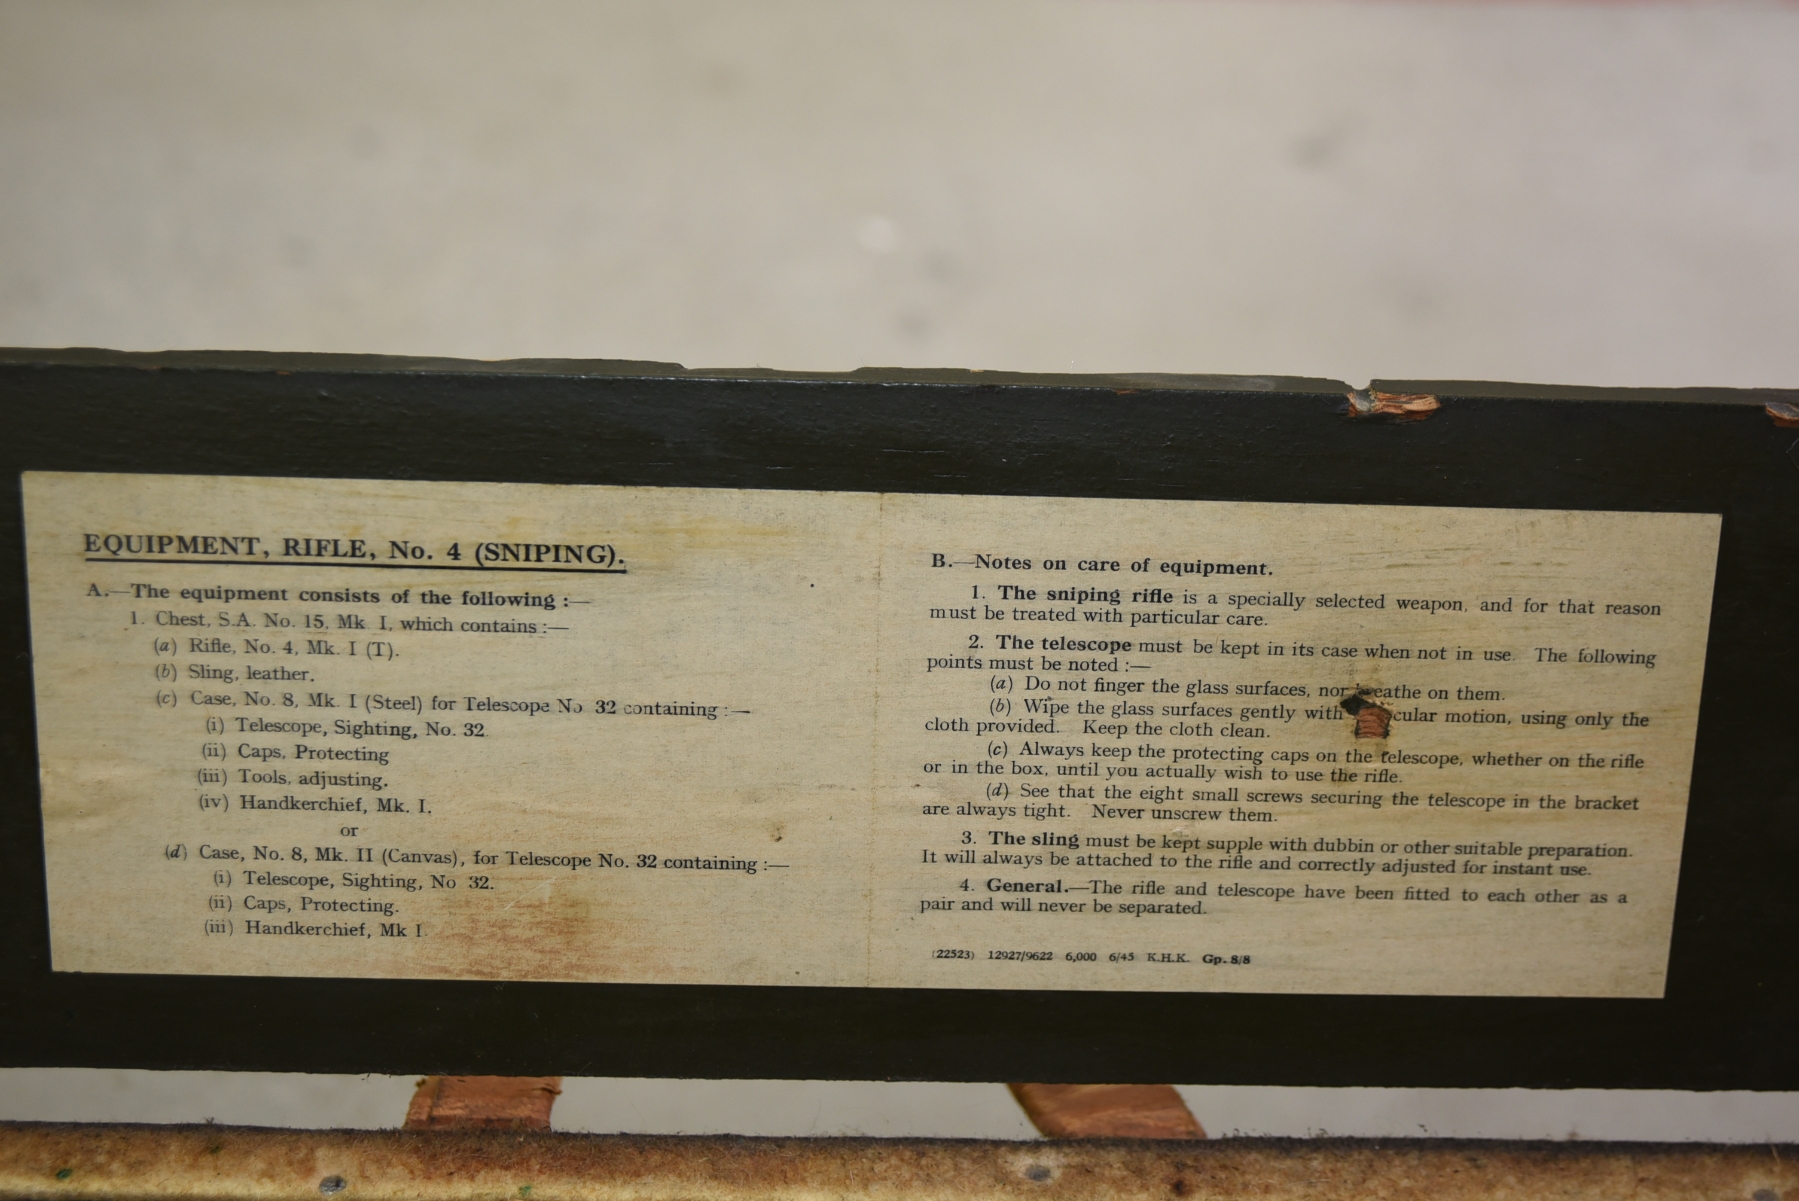 EQUIPMENT, RIFLE, No. 4 (SNIPING).
A.—The equipment consists of the following :—
1. Chest, S.A. No. 15, Mk. I, which contains :—
(a) Rifle, No. 4, Mk. I (T).
(b) Sling, leather.
(c) Case, No. 8, Mk. I (Steel) for Telescope No 32 containing :—
(i) Telescope, Sighting, No. 32
(ii) Caps, Protecting
(iii) Tools, adjusting.
(iv) Handkerchief, Mk. I.
or
(d) Case, No. 8, Mk. II (Canvas), for Telescope No. 32 containing :—
(i) Telescope, Sighting, No 32.
(ii) Caps, Protecting.
(iii) Handkerchief, Mk I.
B.—Notes on care of equipment.
1. The sniping rifle is a specially selected weapon, and for that reason
must be treated with particular care.
2. The telescope must be kept in its case when not in use. The following
points must be noted :—
(a) Do not finger the glass surfaces, nor breathe on them.
(b) Wipe the glass surfaces gently with cular motion, using only the
cloth provided. Keep the cloth clean.
(c) Always keep the protecting caps on the telescope, whether on the rifle
or in the box, until you actually wish to use the rifle.
(d) See that the eight small screws securing the telescope in the bracket
are always tight. Never unscrew them.
3. The sling must be kept supple with dubbin or other suitable preparation.
It will always be attached to the rifle and correctly adjusted for instant use.
4. General.—The rifle and telescope have been fitted to each other as a
pair and will never be separated.
(22523) 12927/9622 6,000 6/45 K.H.K. Gp. 8/8